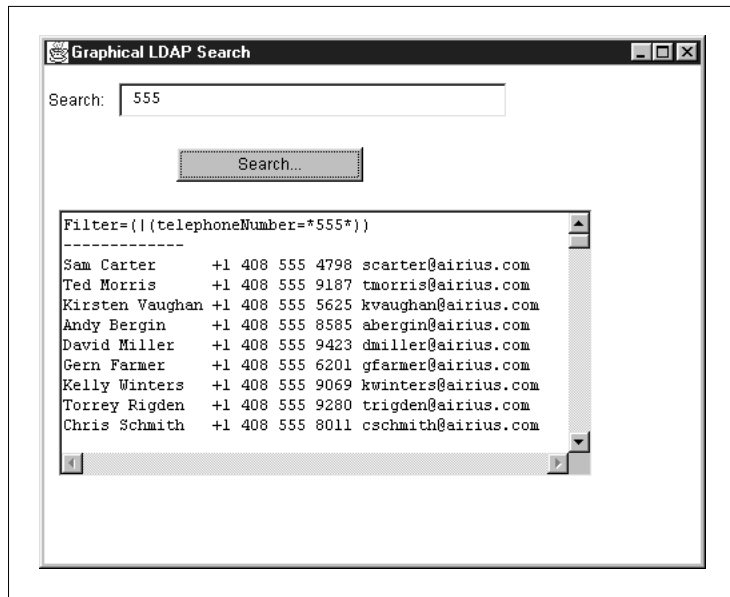 Graphical LDAP Search
Search: 555
Search...
Filter=(|(telephoneNumber=*555*))
-------------
Sam Carter +1 408 555 4798 scarter@airius.com
Ted Morris +1 408 555 9187 tmorris@airius.com
Kirsten Vaughan +1 408 555 5625 kvaughan@airius.com
Andy Bergin +1 408 555 8585 abergin@airius.com
David Miller +1 408 555 9423 dmiller@airius.com
Gern Farmer +1 408 555 6201 gfarmer@airius.com
Kelly Winters +1 408 555 9069 kwinters@airius.com
Torrey Rigden +1 408 555 9280 trigden@airius.com
Chris Schmith +1 408 555 8011 cschmith@airius.com